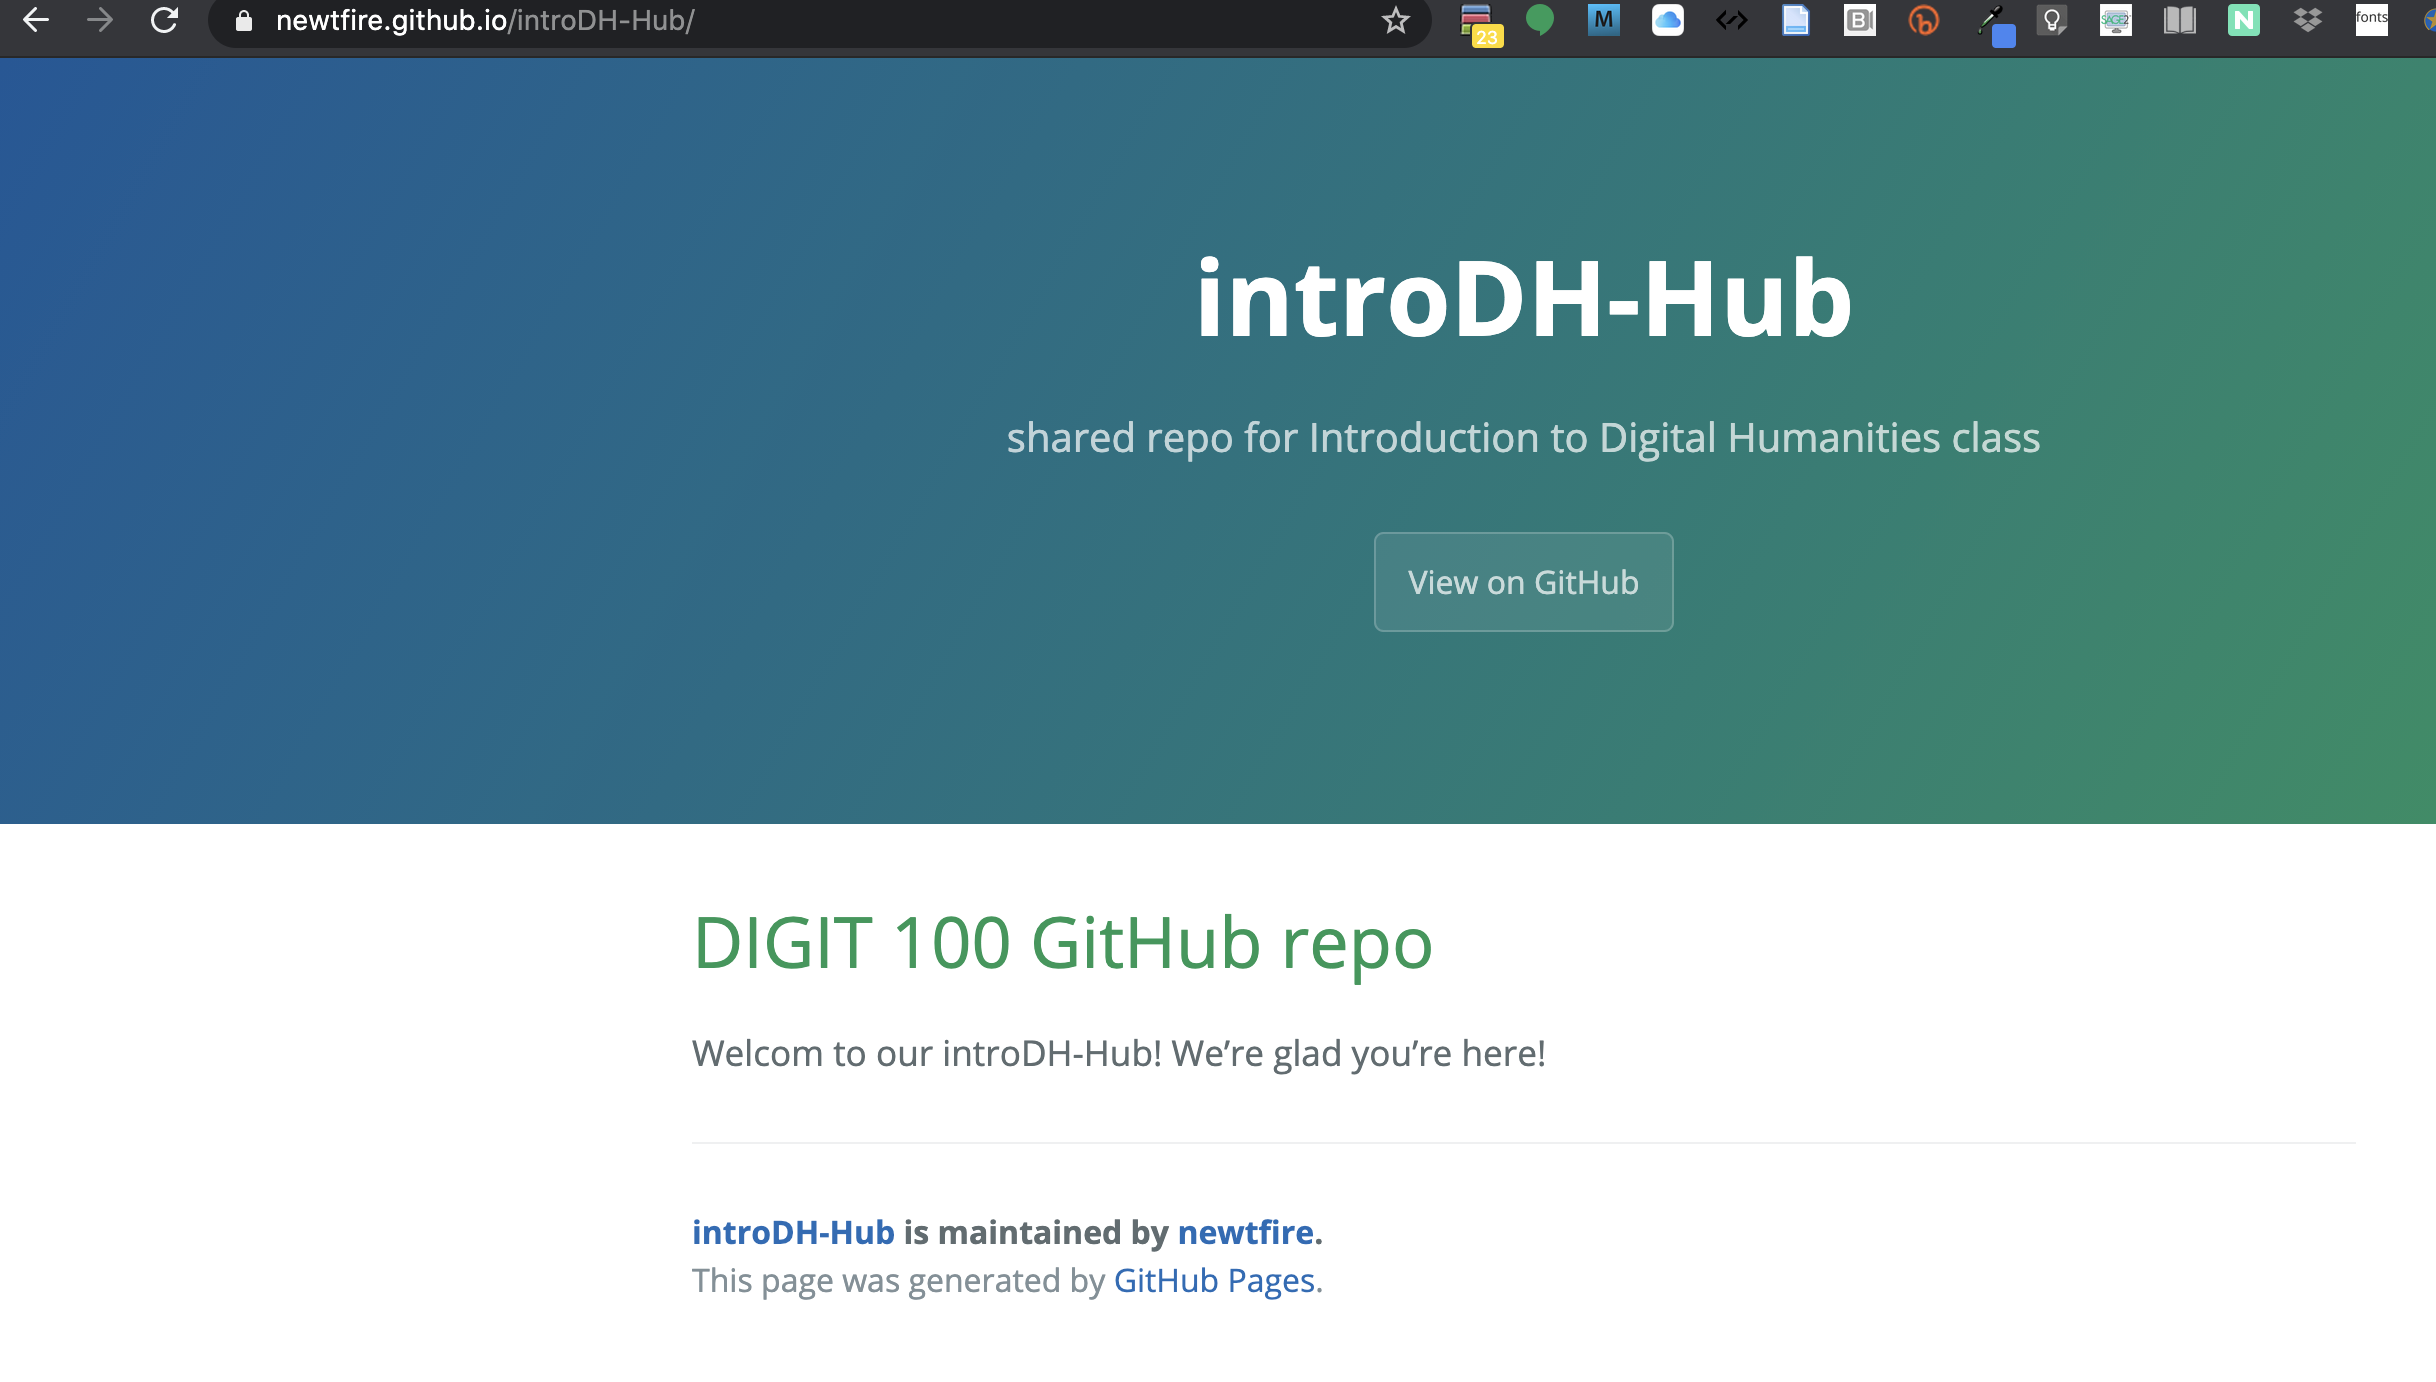 newtfire.github.io/introDH-Hub/
23
M
B
SAGE2
N
fonts
introDH-Hub
shared repo for Introduction to Digital Humanities class
View on GitHub
DIGIT 100 GitHub repo
Welcom to our introDH-Hub! We’re glad you’re here!
introDH-Hub is maintained by newtfire.
This page was generated by GitHub Pages.